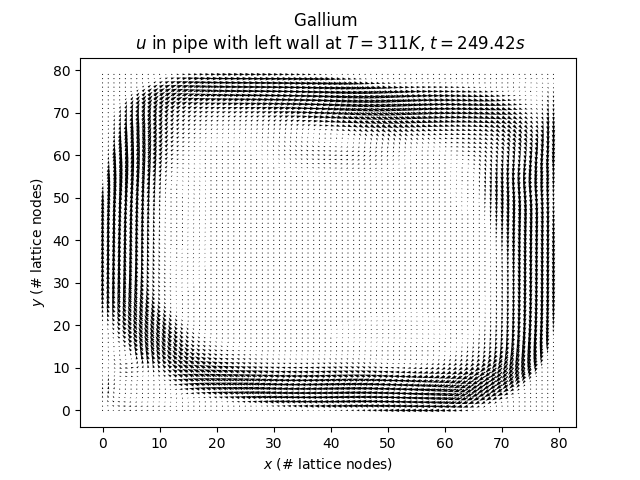 Gallium
u in pipe with left wall at T = 311K, t = 249.42s
80
70
60
50
40
30
20
10
0
y (# lattice nodes)
0 10 20 30 40 50 60 70 80
x (# lattice nodes)